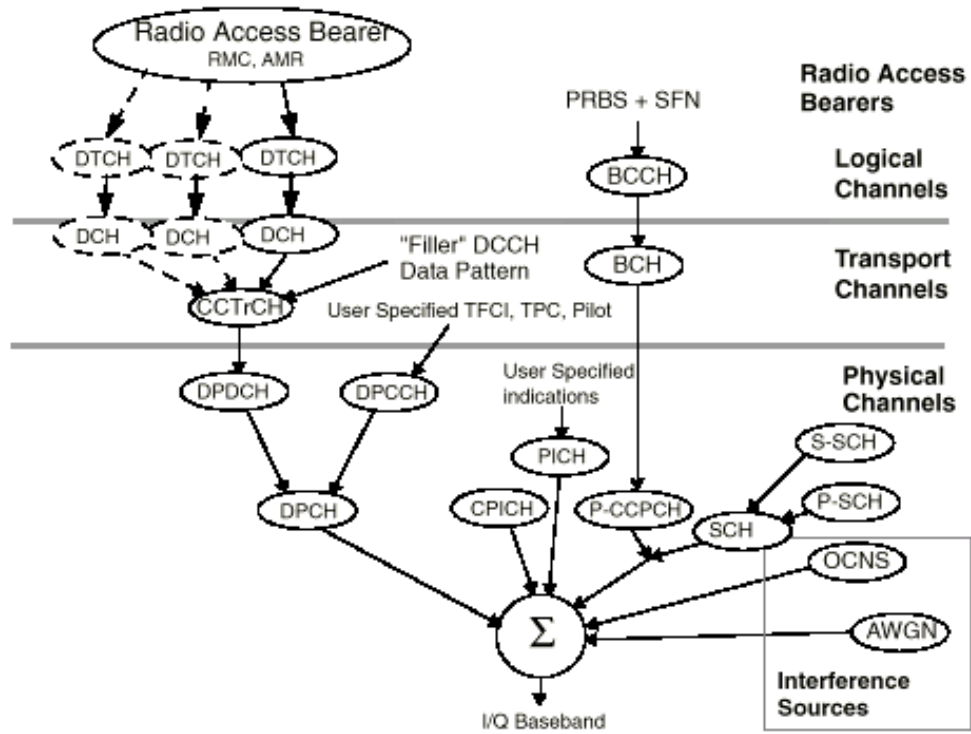 Radio Access Bearer
RMC, AMR
Radio Access
Bearers
PRBS + SFN
DTCH
DTCH
DTCH
BCCH
Logical
Channels
DCH
DCH
DCH
"Filler" DCCH
Data Pattern
BCH
Transport
Channels
CCTrCH
User Specified TFCI, TPC, Pilot
DPDCH
DPCCH
User Specified
indications
Physical
Channels
S-SCH
PICH
DPCH
CPICH
P-CCPCH
SCH
P-SCH
OCNS
Σ
AWGN
Interference
Sources
I/Q Baseband